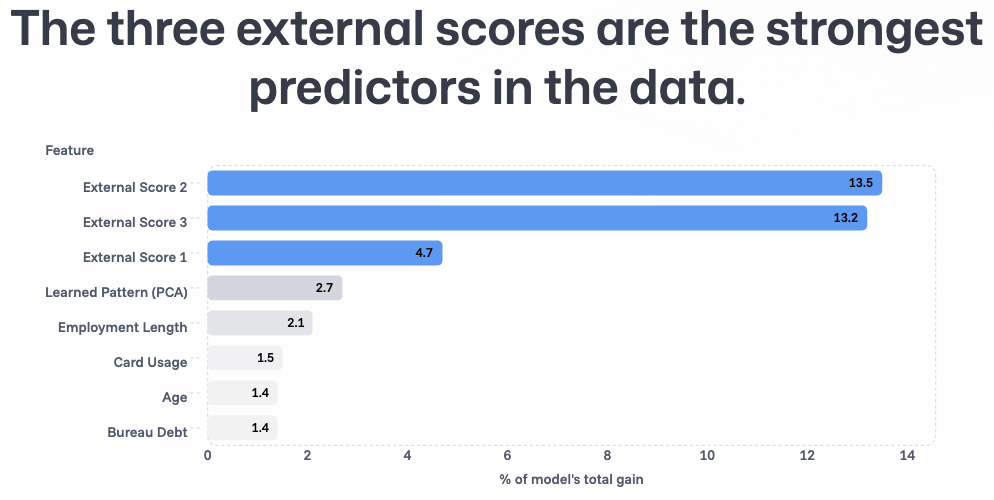 The three external scores are the strongest
predictors in the data.
Feature
External Score 2
13.5
External Score 3
13.2
External Score 1
4.7
Learned Pattern (PCA)
2.7
Employment Length
2.1
Card Usage
1.5
Age
1.4
Bureau Debt
1.4
0 2 4 6 8 10 12 14
% of model's total gain